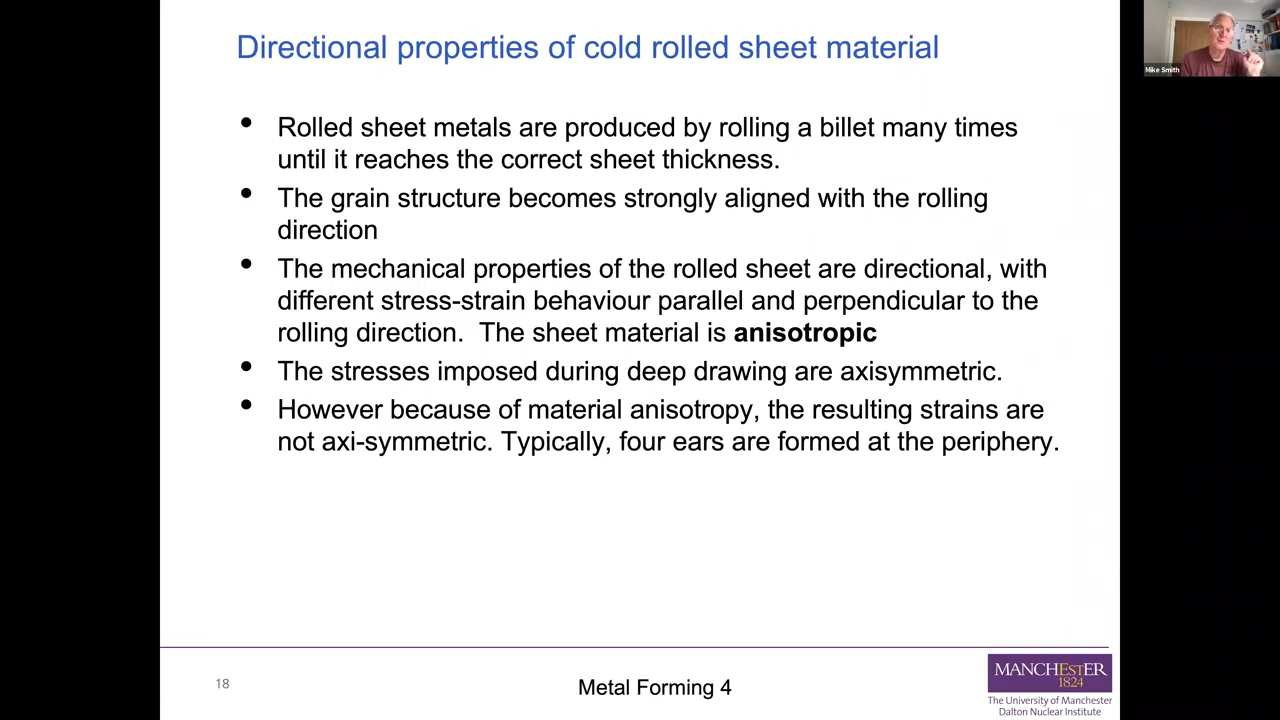 Directional properties of cold rolled sheet material
Mike Smith
• Rolled sheet metals are produced by rolling a billet many times
until it reaches the correct sheet thickness.
• The grain structure becomes strongly aligned with the rolling
direction
• The mechanical properties of the rolled sheet are directional, with
different stress-strain behaviour parallel and perpendicular to the
rolling direction.  The sheet material is anisotropic
• The stresses imposed during deep drawing are axisymmetric.
• However because of material anisotropy, the resulting strains are
not axi-symmetric. Typically, four ears are formed at the periphery.
18
Metal Forming 4
MANCHESTER
1824
The University of Manchester
Dalton Nuclear Institute